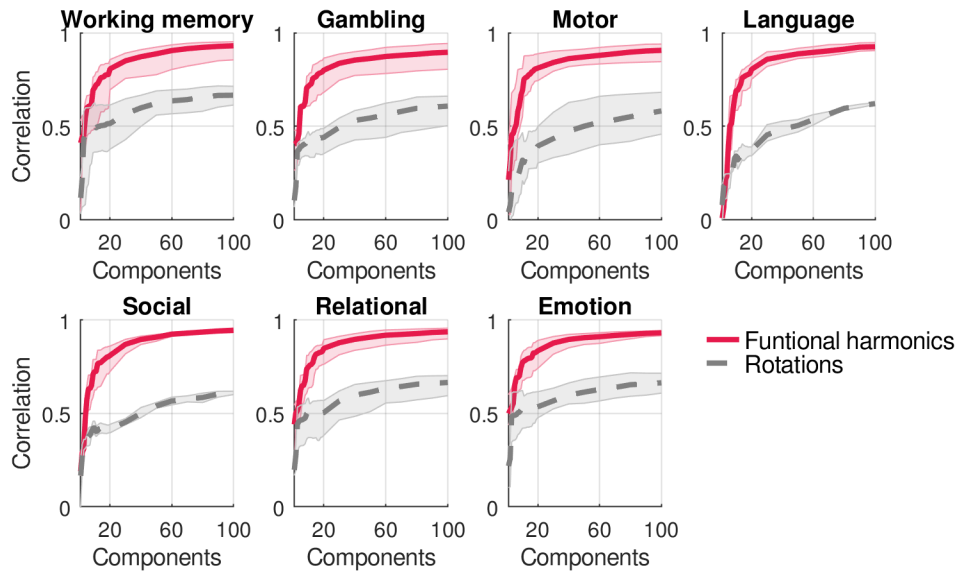 Working memory
Gambling
Motor
Language
Correlation
1
0.5
0
20 60 100
Components
1
0.5
0
20 60 100
Components
1
0.5
0
20 60 100
Components
1
0.5
0
20 60 100
Components
Social
Relational
Emotion
Correlation
1
0.5
0
20 60 100
Components
1
0.5
0
20 60 100
Components
1
0.5
0
20 60 100
Components
Funtional harmonics
Rotations